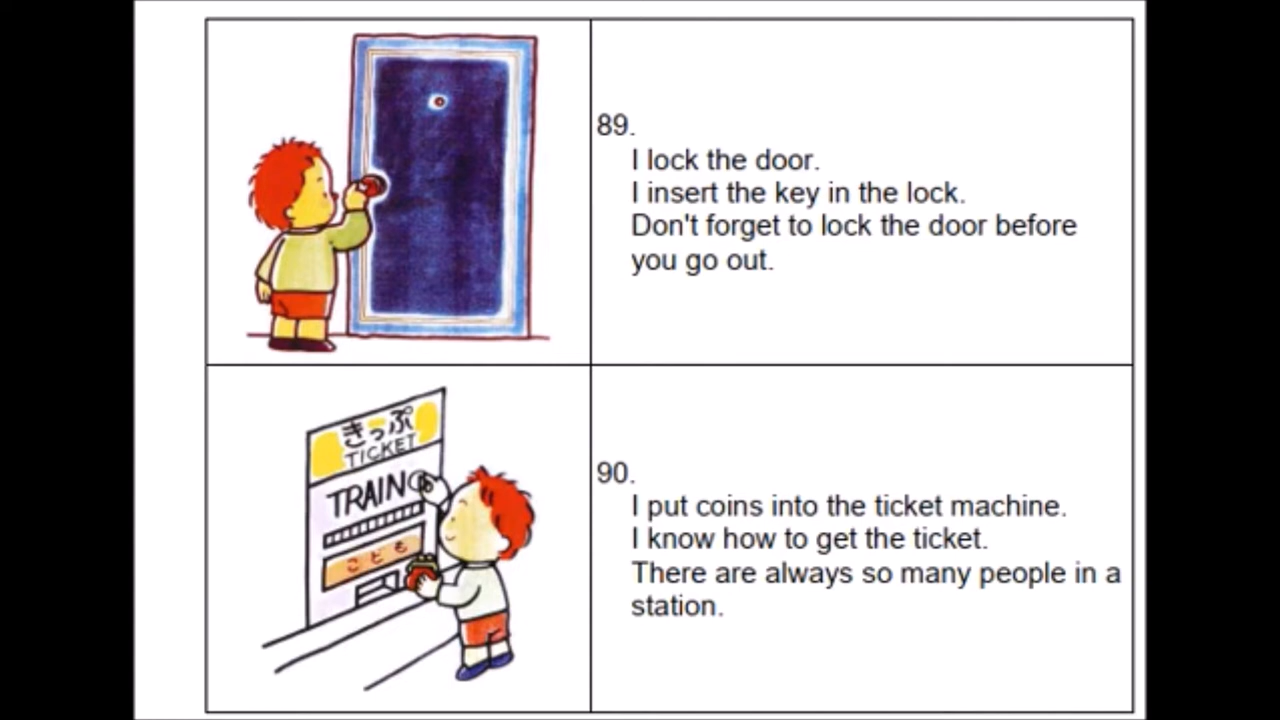 89.
I lock the door.
I insert the key in the lock.
Don't forget to lock the door before
you go out.
きっぷ
TICKET
TRAIN
こども
90.
I put coins into the ticket machine.
I know how to get the ticket.
There are always so many people in a
station.